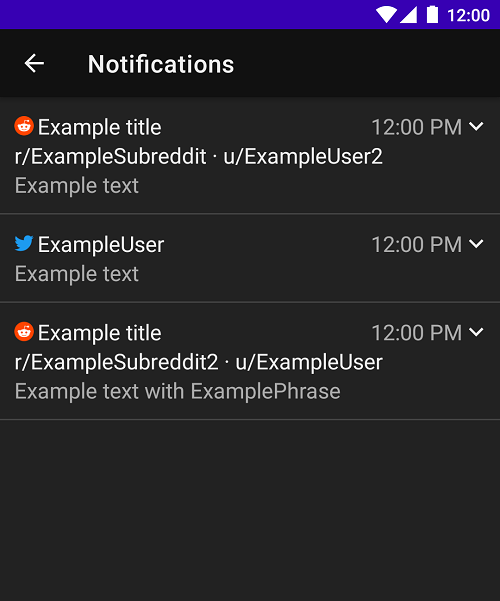 12:00
Notifications
Example title 12:00 PM
r/ExampleSubreddit · u/ExampleUser2
Example text
ExampleUser 12:00 PM
Example text
Example title 12:00 PM
r/ExampleSubreddit2 · u/ExampleUser
Example text with ExamplePhrase